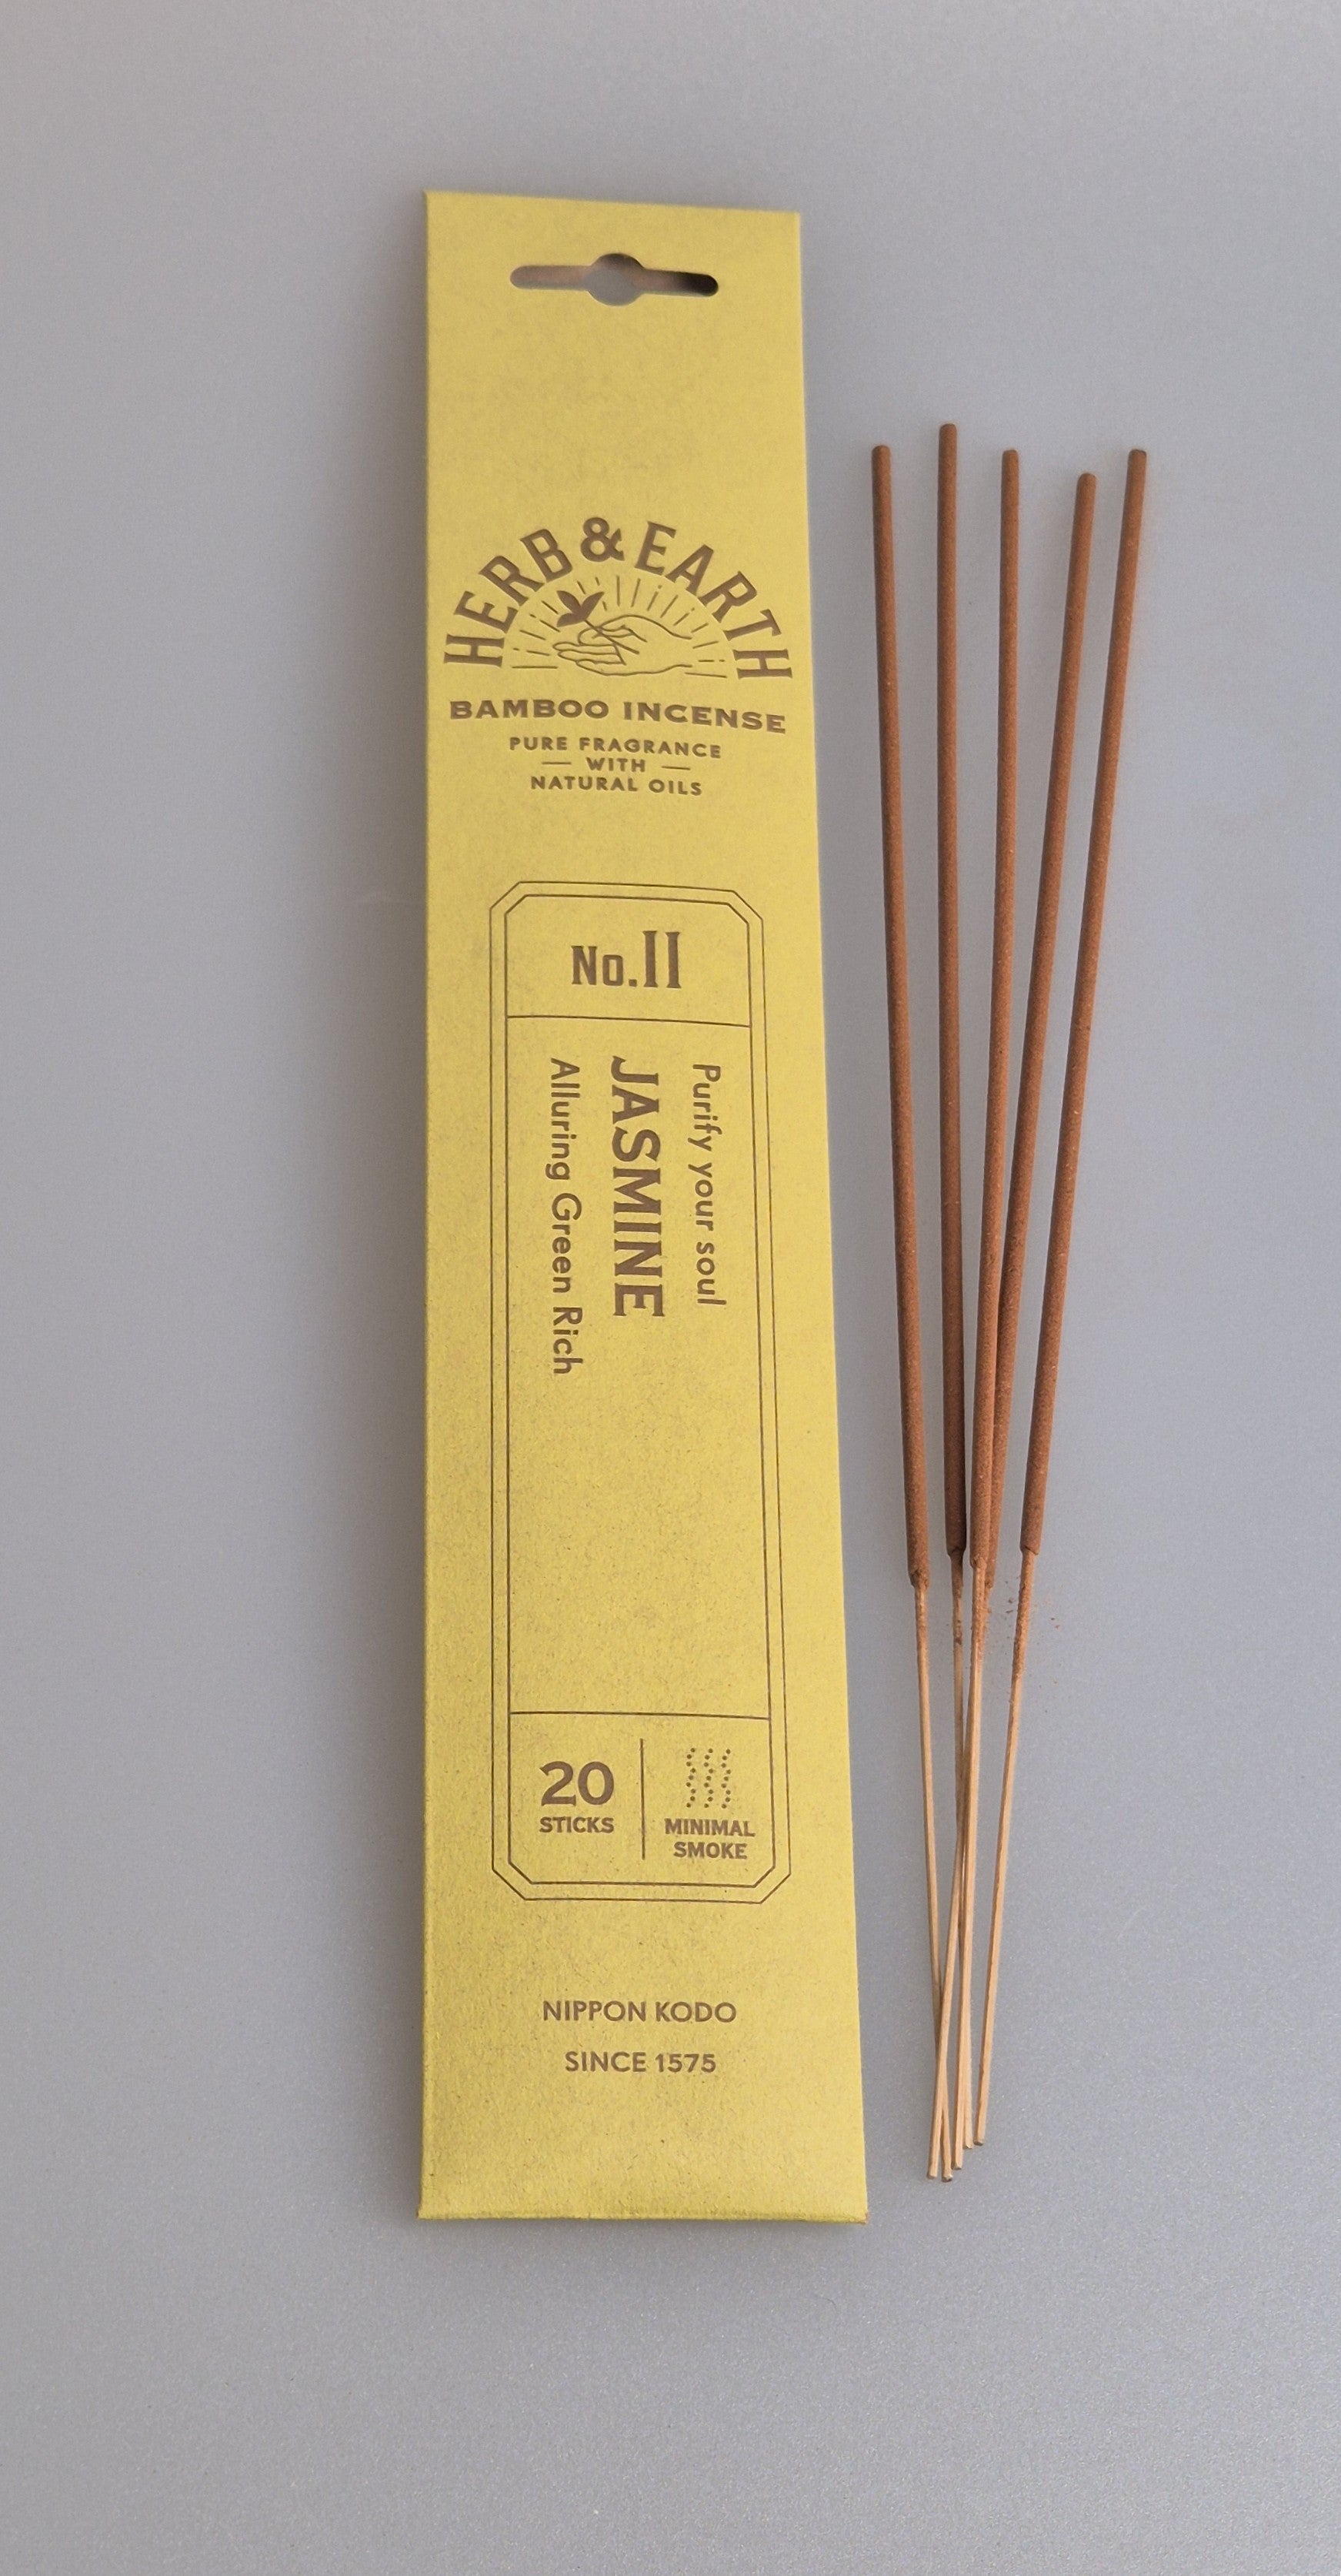 HERB & EARTH
BAMBOO INCENSE
PURE FRAGRANCE
— WITH —
NATURAL OILS
No.11
Purify your soul
JASMINE
Alluring Green Rich
20
STICKS
MINIMAL
SMOKE
NIPPON KODO
SINCE 1575